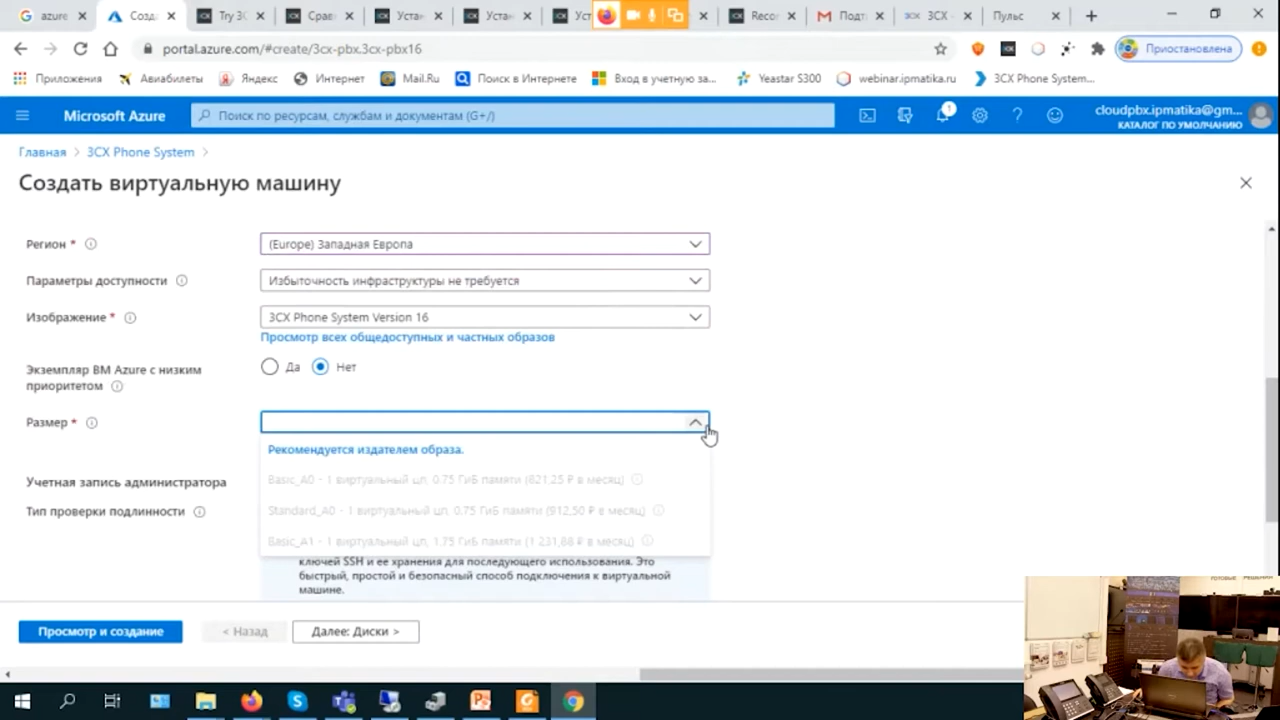 azure
Созд
Try 3C
Срав
Устан
Устан
Уст
Recor
Подт
3CX -
Пульс
portal.azure.com/#create/3cx-pbx.3cx-pbx16
Приостановлена
Приложения
Авиабилеты
Яндекс
Интернет
Mail.Ru
Поиск в Интернете
Вход в учетную за...
Yeastar S300
webinar.ipmatika.ru
3CX Phone System...
Microsoft Azure
Поиск по ресурсам, службам и документам (G+/)
1
cloudpbx.ipmatika@gm...
КАТАЛОГ ПО УМОЛЧАНИЮ
Главная > 3CX Phone System >
Создать виртуальную машину
Регион *
(Europe) Западная Европа
Параметры доступности
Избыточность инфраструктуры не требуется
Изображение *
3CX Phone System Version 16
Просмотр всех общедоступных и частных образов
Экземпляр ВМ Azure с низким
приоритетом
Да
Нет
Размер *
Рекомендуется издателем образа.
Basic_A0 - 1 виртуальный цп, 0.75 ГиБ памяти (821,25 ₽ в месяц)
Учетная запись администратора
Standard_A0 - 1 виртуальный цп, 0.75 ГиБ памяти (912,50 ₽ в месяц)
Тип проверки подлинности
Basic_A1 - 1 виртуальный цп, 1.75 ГиБ памяти (1 231,88 ₽ в месяц)
ключей SSH и ее хранения для последующего использования. Это
быстрый, простой и безопасный способ подключения к виртуальной
машине.
Просмотр и создание
< Назад
Далее: Диски >
ГОТОВЫЕ РЕШЕНИЯ